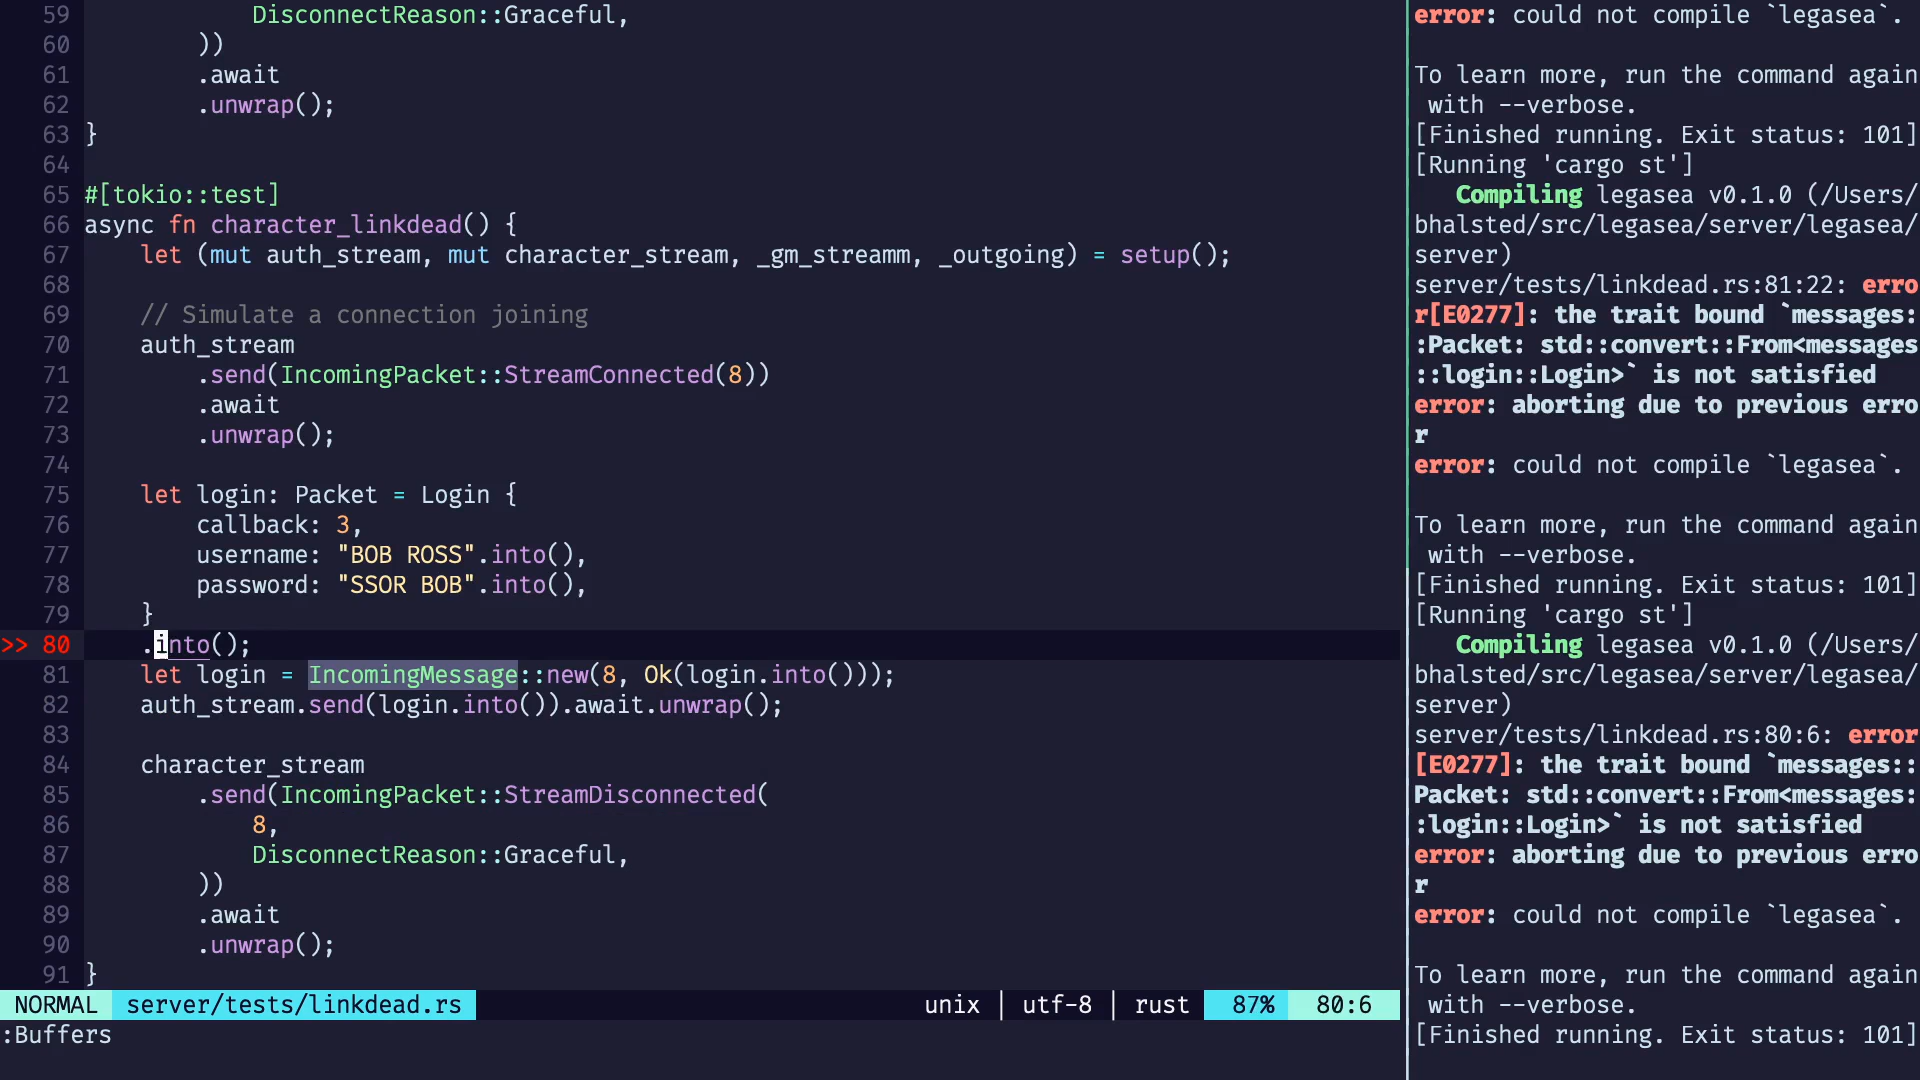 59 DisconnectReason::Graceful,
60 ))
61 .await
62 .unwrap();
63 }
64
65 #[tokio::test]
66 async fn character_linkdead() {
67 let (mut auth_stream, mut character_stream, _gm_streamm, _outgoing) = setup();
68
69 // Simulate a connection joining
70 auth_stream
71 .send(IncomingPacket::StreamConnected(8))
72 .await
73 .unwrap();
74
75 let login: Packet = Login {
76 callback: 3,
77 username: "BOB ROSS".into(),
78 password: "SSOR BOB".into(),
79 }
>> 80 .into();
81 let login = IncomingMessage::new(8, Ok(login.into()));
82 auth_stream.send(login.into()).await.unwrap();
83
84 character_stream
85 .send(IncomingPacket::StreamDisconnected(
86 8,
87 DisconnectReason::Graceful,
88 ))
89 .await
90 .unwrap();
91 }
NORMAL server/tests/linkdead.rs unix | utf-8 | rust 87% 80:6
:Buffers
error: could not compile `legasea`.

To learn more, run the command again
with --verbose.
[Finished running. Exit status: 101]
[Running 'cargo st']
Compiling legasea v0.1.0 (/Users/
bhalsted/src/legasea/server/legasea/
server)
server/tests/linkdead.rs:81:22: erro
r[E0277]: the trait bound `messages:
:Packet: std::convert::From<messages
::login::Login>` is not satisfied
error: aborting due to previous erro
r
error: could not compile `legasea`.

To learn more, run the command again
with --verbose.
[Finished running. Exit status: 101]
[Running 'cargo st']
Compiling legasea v0.1.0 (/Users/
bhalsted/src/legasea/server/legasea/
server)
server/tests/linkdead.rs:80:6: error
[E0277]: the trait bound `messages::
Packet: std::convert::From<messages:
:login::Login>` is not satisfied
error: aborting due to previous erro
r
error: could not compile `legasea`.

To learn more, run the command again
with --verbose.
[Finished running. Exit status: 101]